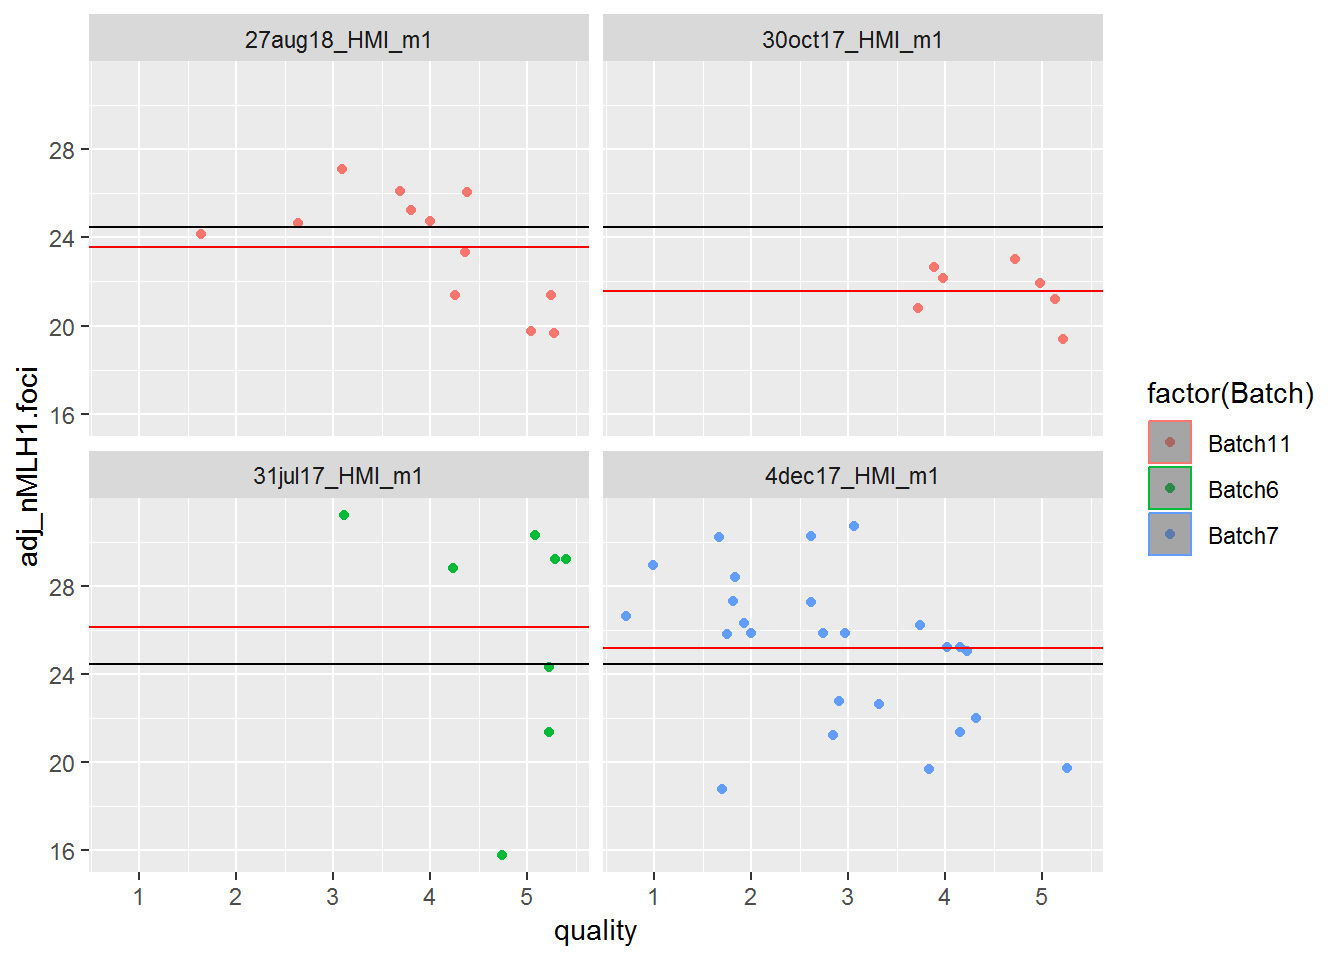 27aug18_HMI_m1
30oct17_HMI_m1
28
24
20
16
31jul17_HMI_m1
4dec17_HMI_m1
28
24
20
16
1 2 3 4 5
1 2 3 4 5
quality
adj_nMLH1.foci
factor(Batch)
Batch11
Batch6
Batch7